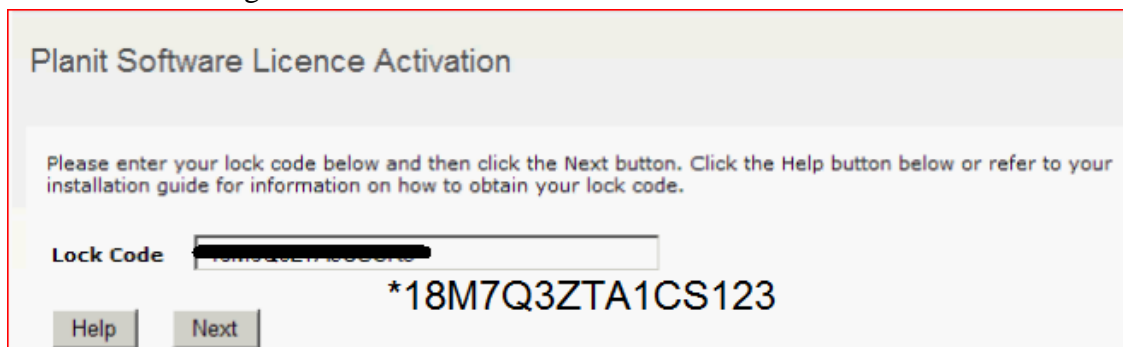 Planit Software Licence Activation
Please enter your lock code below and then click the Next button. Click the Help button below or refer to your
installation guide for information on how to obtain your lock code.
Lock Code
*18M7Q3ZTA1CS123
Help Next